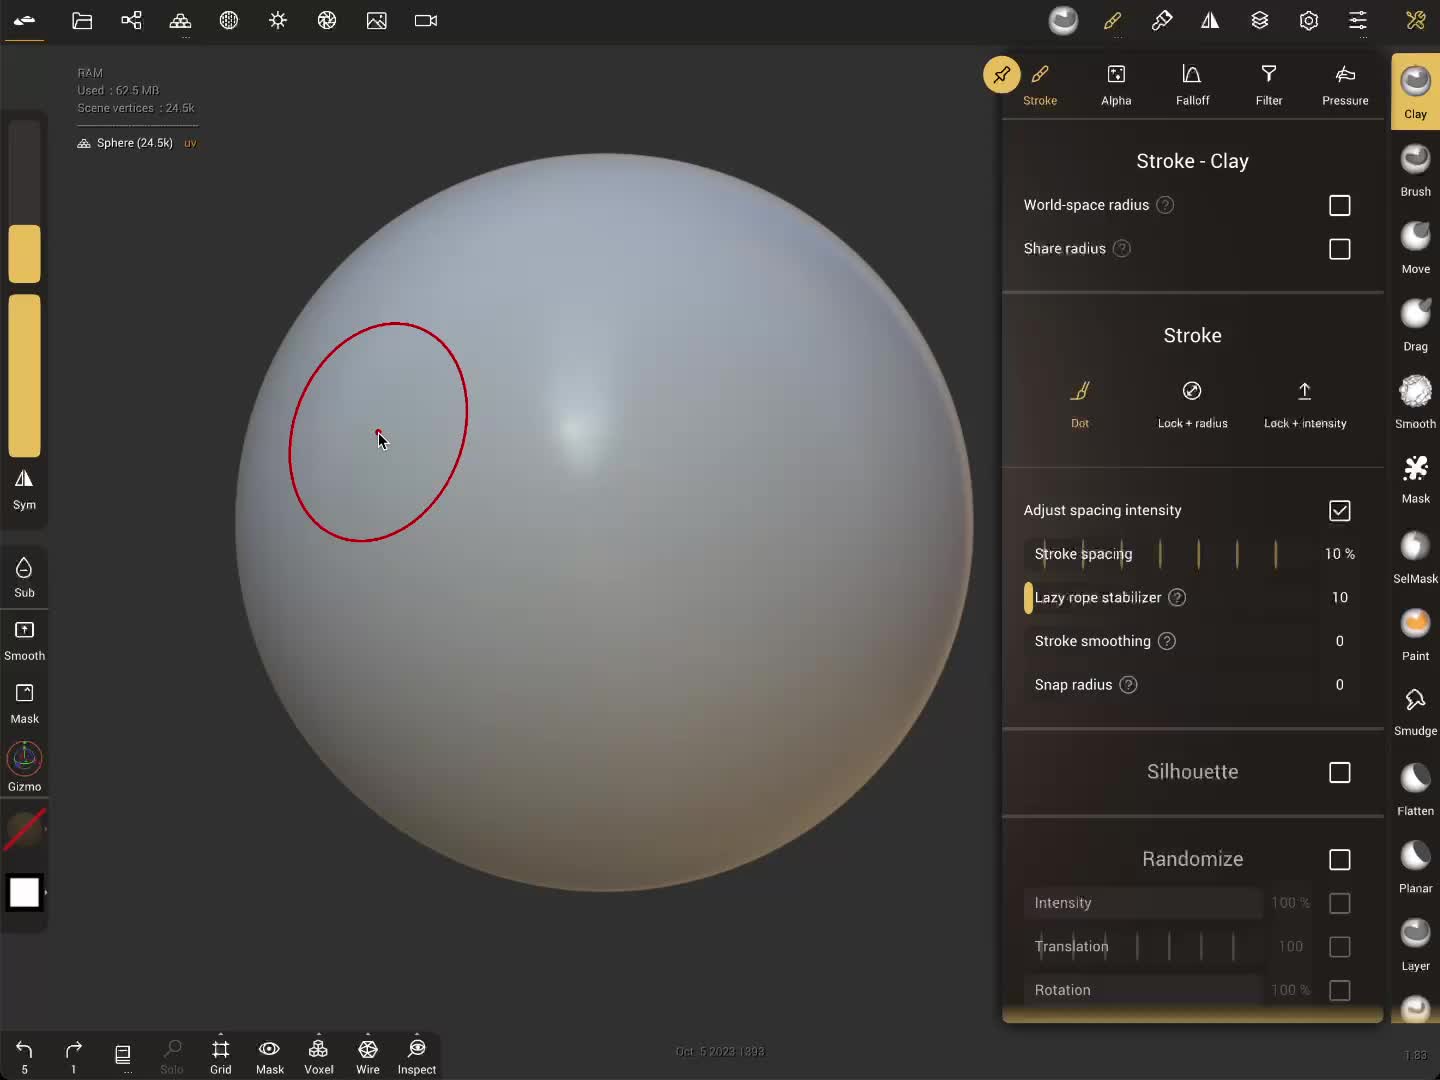 RAM
Used : 62.5 MB
Scene vertices : 24.5k
Sphere (24.5k) uv
Sym
Sub
Smooth
Mask
Gizmo
Stroke
Alpha
Falloff
Filter
Pressure
Stroke - Clay
World-space radius ?
Share radius ?
Stroke
Dot
Lock + radius
Lock + intensity
Adjust spacing intensity
Stroke spacing 10 %
Lazy rope stabilizer ? 10
Stroke smoothing ? 0
Snap radius ? 0
Silhouette
Randomize
Intensity 100 %
Translation 100
Rotation 100 %
Clay
Brush
Move
Drag
Smooth
Mask
SelMask
Paint
Smudge
Flatten
Planar
Layer
5
1
...
Solo
Grid
Mask
Voxel
Wire
Inspect
Oct 5 2023 1393
1.83